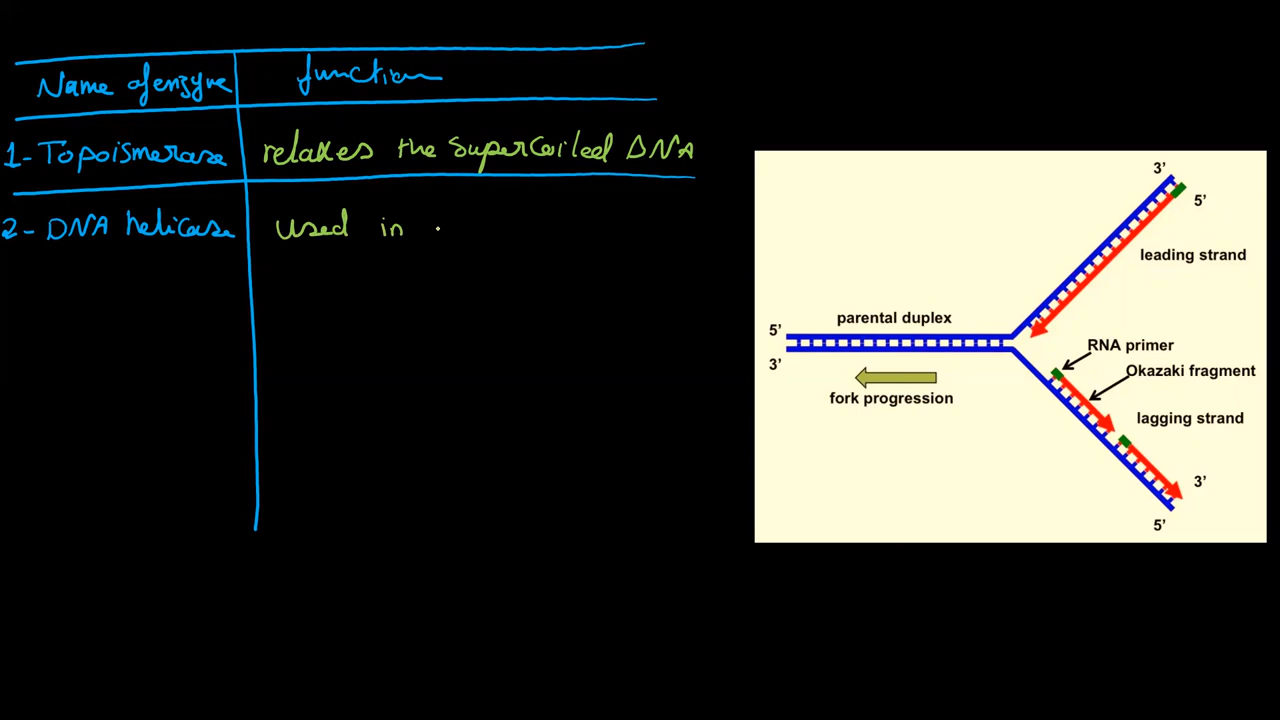 Name of enzyme function
1- Topoismerase relaxes the supercoiled DNA
2- DNA helicase used in
3'
5'
leading strand
parental duplex
5'
3'
RNA primer
Okazaki fragment
fork progression
lagging strand
3'
5'